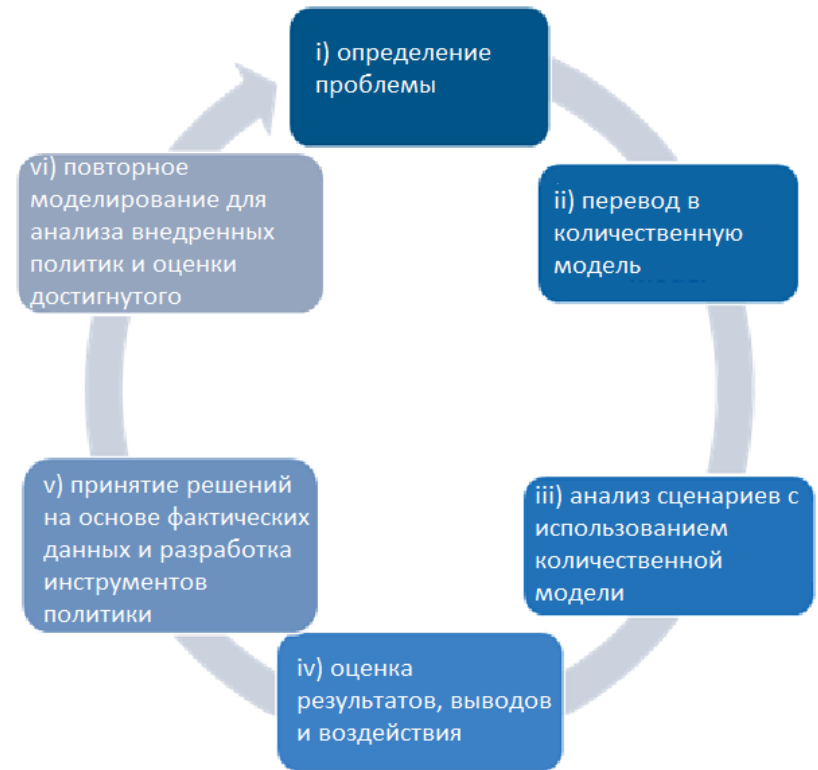 i) определение
проблемы
ii) перевод в
количественную
модель
iii) анализ сценариев с
использованием
количественной
модели
iv) оценка
результатов, выводов
и воздействия
v) принятие решений
на основе фактических
данных и разработка
инструментов
политики
vi) повторное
моделирование для
анализа внедренных
политик и оценки
достигнутого